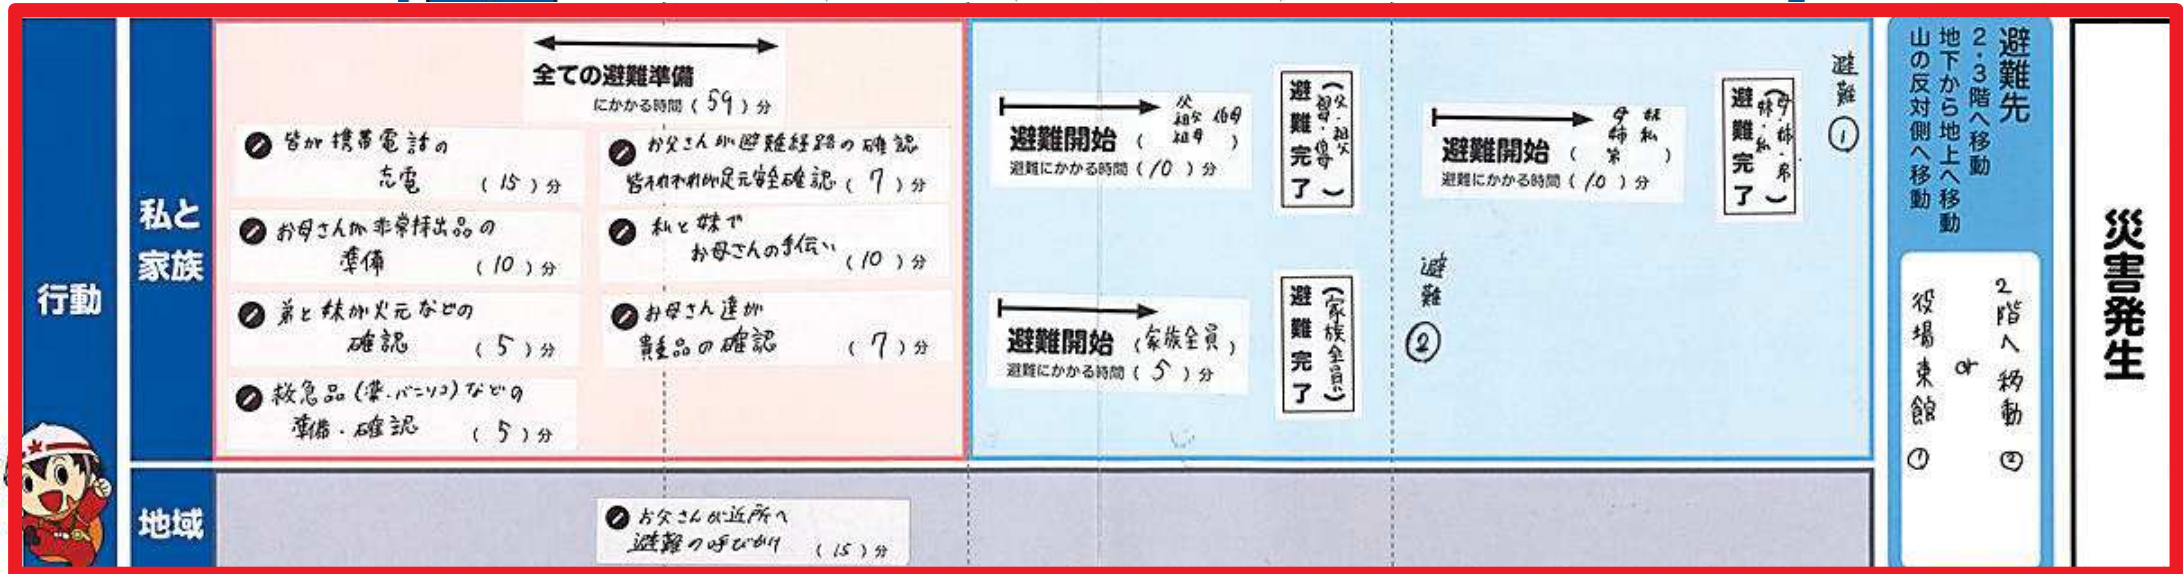 行動
私と
家族
全ての避難準備
にかかる時間(59)分
皆が携帯電話の
充電 (15)分
お母さんが非常持出品の
準備 (10)分
弟と妹が火元などの
確認 (5)分
救急品(薬・バンソコ)などの
準備・確認 (5)分
お父さんが避難経路の確認
皆それぞれが足元安全確認(7)分
私と妹で
お母さんの手伝い (10)分
お母さん達が
貴重品の確認 (7)分
父
祖父 伯母
祖母
避難開始( )
避難にかかる時間(10)分
避難完了
(父・祖父
祖母・伯母)
母 妹
姉 私
弟
避難開始( )
避難にかかる時間(10)分
避難完了
(母・姉・弟
妹・私)
避難①
避難開始(家族全員)
避難にかかる時間(5)分
避難完了
(家族全員)
避難②
避難先
2・3階へ移動
地下から地上へ移動
山の反対側へ移動
2階へ移動②
or
役場東館①
災害発生
地域
お父さんが近所へ
避難の呼びかけ (15)分